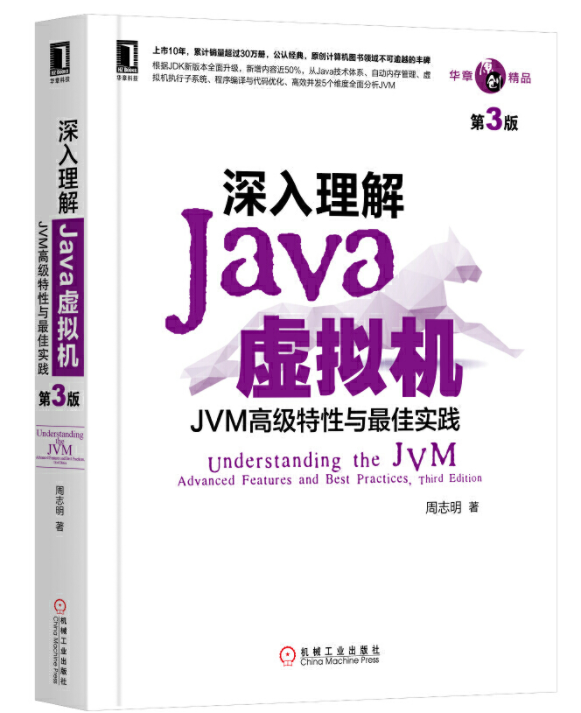 华章科技
深入理解
Java虚拟机
JVM高级特性与最佳实践
第3版
Understanding
the
JVM
周志明 著
机械工业出版社
China Machine Press
上市10年，累计销量超过30万册，公认经典，原创计算机图书领域不可逾越的丰碑
根据JDK新版本全面升级，新增内容近50%，从Java技术体系、自动内存管理、虚
拟机执行子系统、程序编译与代码优化、高效并发5个维度全面分析JVM
华章科技
华章原创精品
第3版
深入理解
Java
虚拟机
JVM高级特性与最佳实践
Understanding the JVM
Advanced Features and Best Practices, Third Edition
周志明 著
机械工业出版社
China Machine Press